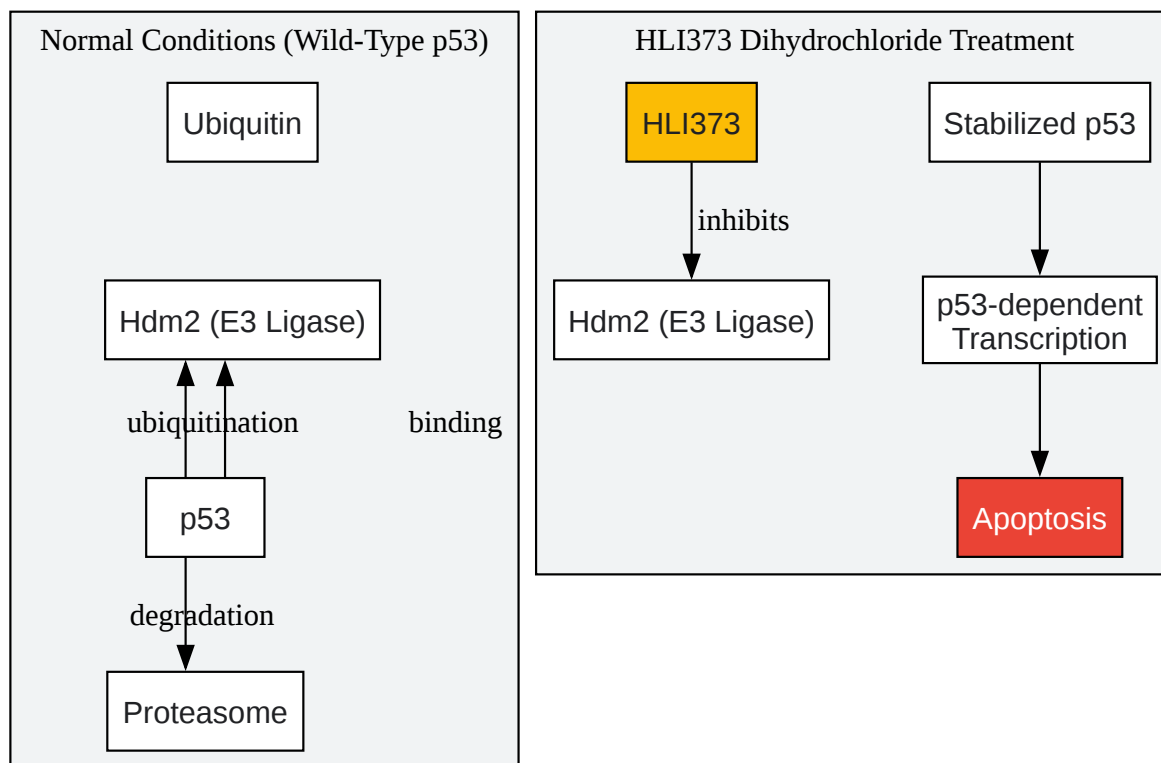 Normal Conditions (Wild-Type p53)
Ubiquitin
Hdm2 (E3 Ligase)
ubiquitination
binding
p53
degradation
Proteasome
HLI373 Dihydrochloride Treatment
HLI373
Stabilized p53
inhibits
Hdm2 (E3 Ligase)
p53-dependent
Transcription
Apoptosis